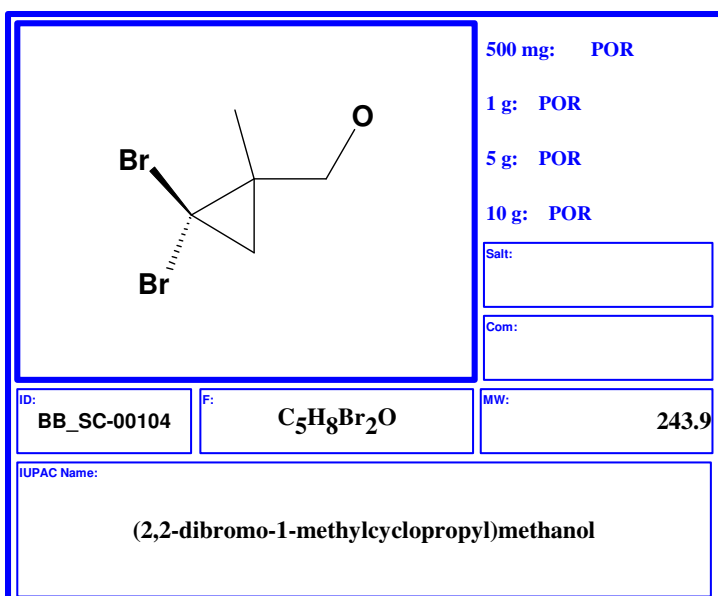 500 mg: POR
1 g: POR
O
Br
5 g: POR
10 g: POR
Br
Salt:
Com:
ID:
BB_SC-00104
F:
C5H8Br2O
MW:
243.9
IUPAC Name:
(2,2-dibromo-1-methylcyclopropyl)methanol